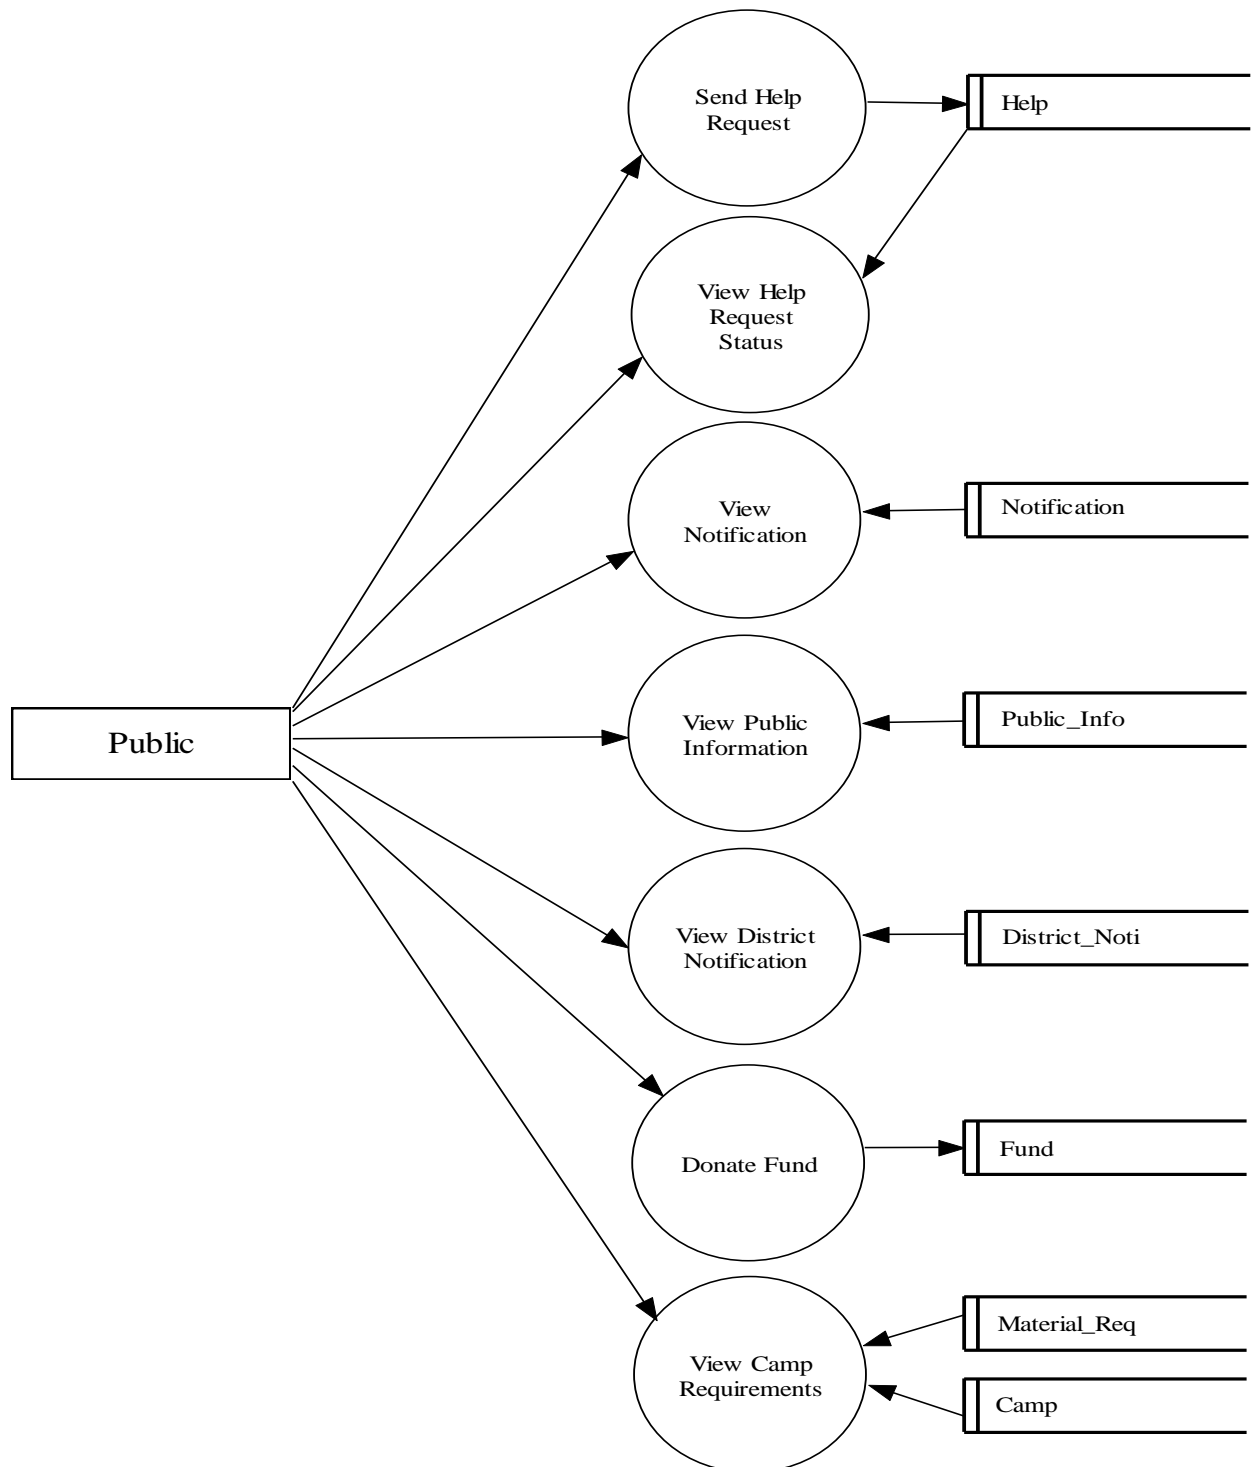 Send Help
Request
Help
View Help
Request
Status
View
Notification
Notification
Public
View Public
Information
Public_Info
View District
Notification
District_Noti
Donate Fund
Fund
View Camp
Requirements
Material_Req
Camp